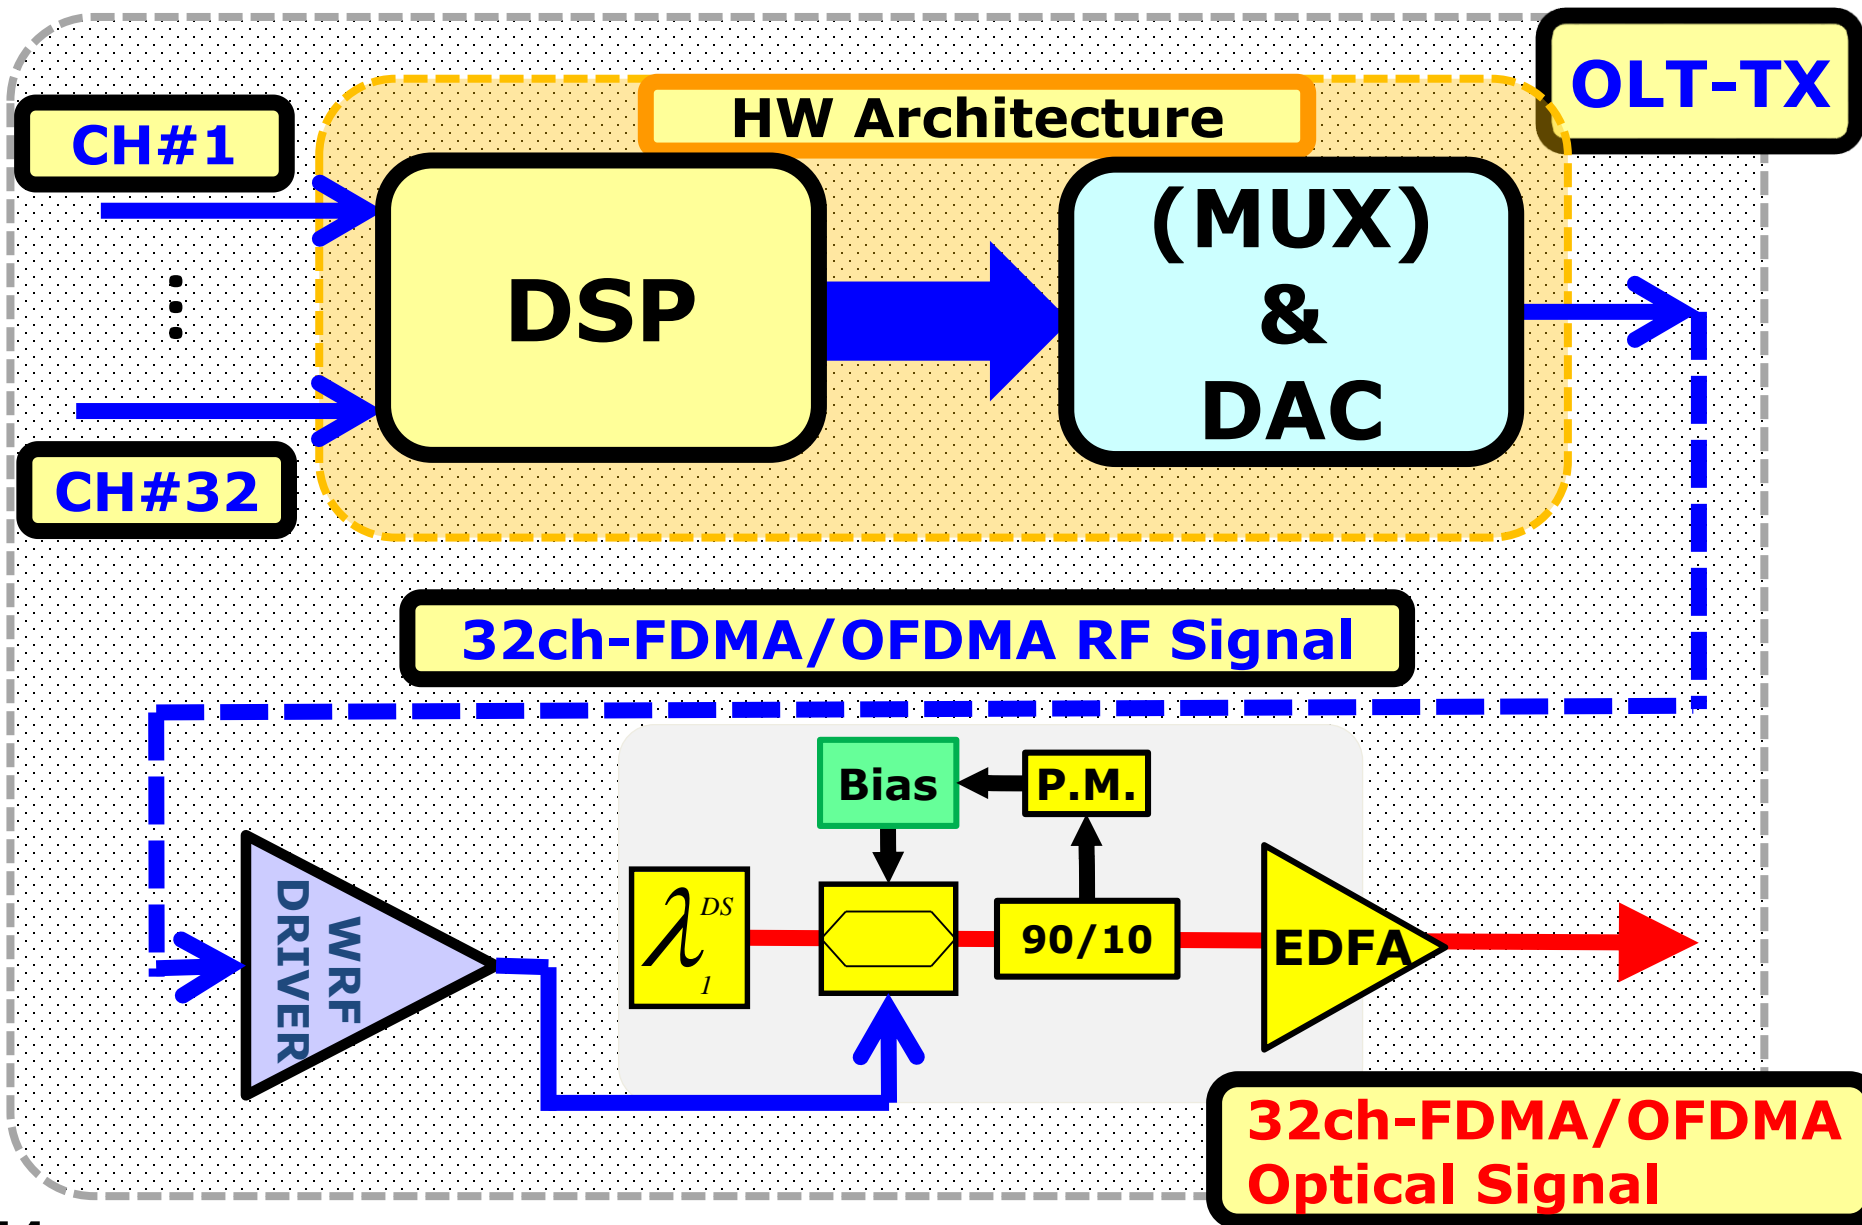 OLT-TX
HW Architecture
CH#1
DSP
(MUX)
&
DAC
CH#32
32ch-FDMA/OFDMA RF Signal
Bias
P.M.
WRF
DRIVER
λ DS 1
90/10
EDFA
32ch-FDMA/OFDMA
Optical Signal